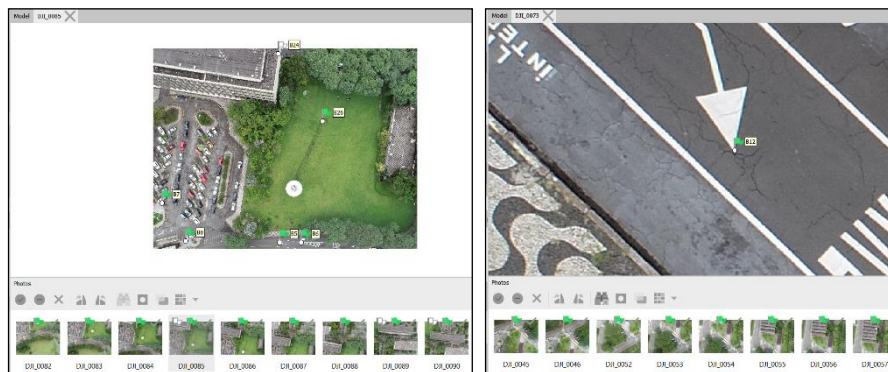 Model DJI_0085
B24
B26
B7
B8
B5 B6
Photos
DJI_0082 DJI_0083 DJI_0084 DJI_0085 DJI_0086 DJI_0087 DJI_0088 DJI_0089 DJI_0090
Model DJI_0073
B12
Photos
DJI_0045 DJI_0046 DJI_0052 DJI_0053 DJI_0054 DJI_0055 DJI_0056 DJI_0057